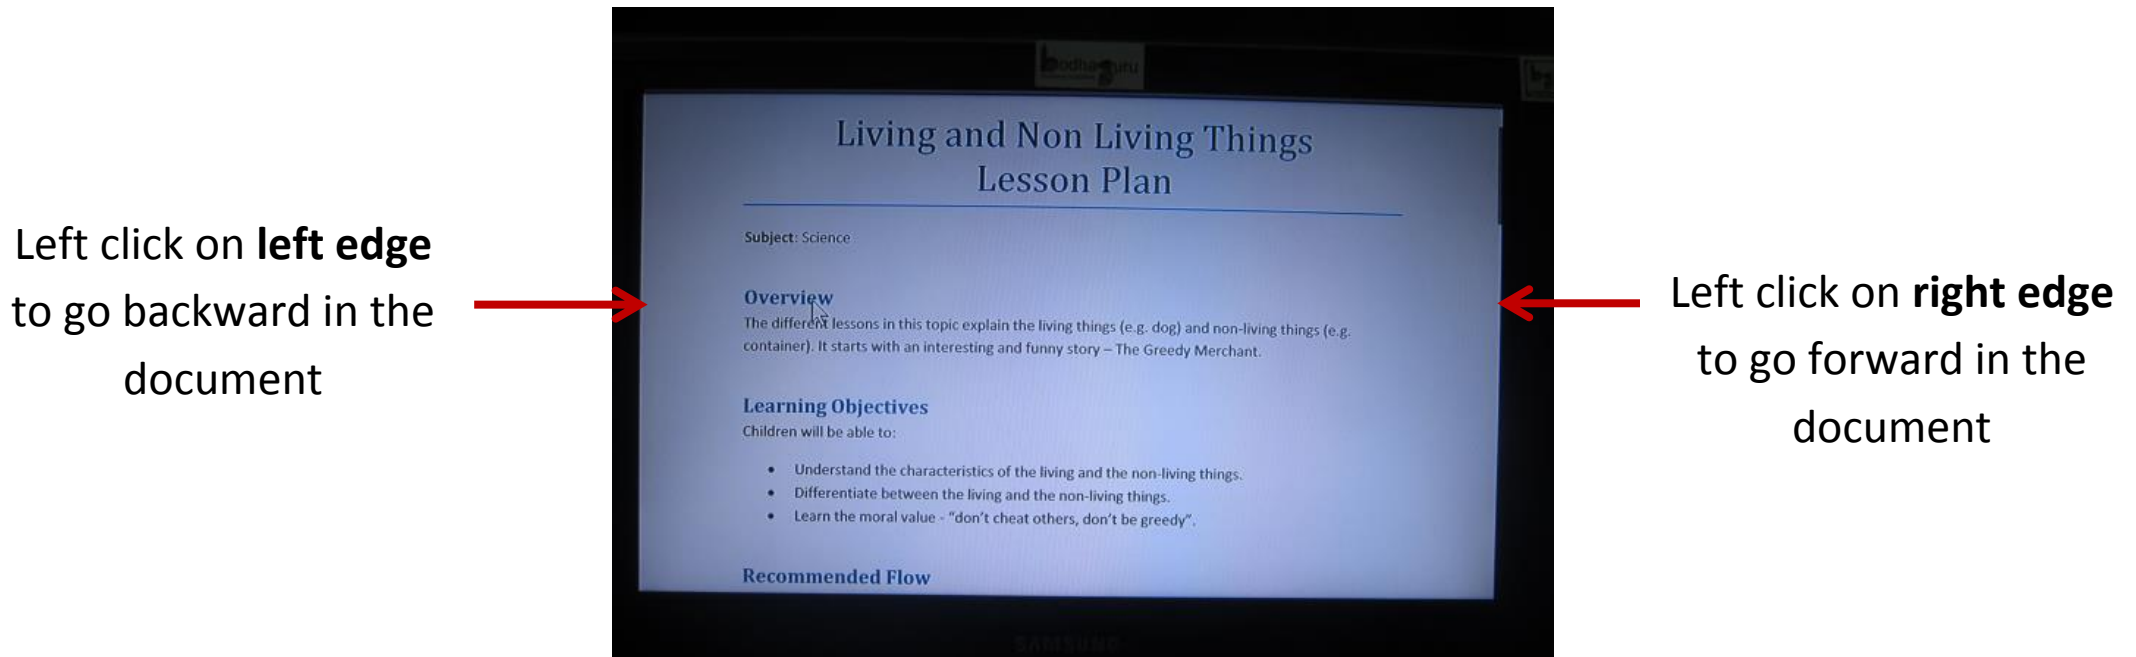 Left click on left edge
to go backward in the
document
bodhaguru
Living and Non Living Things
Lesson Plan
Subject: Science
Overview
The different lessons in this topic explain the living things (e.g. dog) and non-living things (e.g.
container). It starts with an interesting and funny story – The Greedy Merchant.
Learning Objectives
Children will be able to:
• Understand the characteristics of the living and the non-living things.
• Differentiate between the living and the non-living things.
• Learn the moral value - “don’t cheat others, don’t be greedy”.
Recommended Flow
SAMSUNG
Left click on right edge
to go forward in the
document